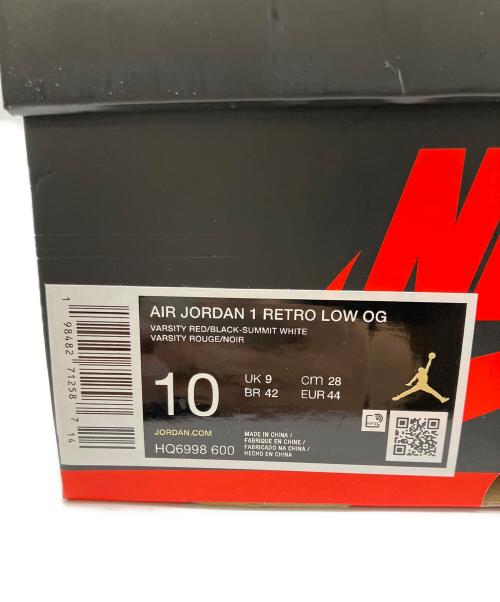 AIR JORDAN 1 RETRO LOW OG
VARSITY RED/BLACK-SUMMIT WHITE
VARSITY ROUGE/NOIR
10
UK 9 cm 28
BR 42 EUR 44
JORDAN.COM
HQ6998 600
MADE IN CHINA /
FABRIQUE EN CHINE /
FABRICADO NA CHINA /
HECHO EN CHINA
RFID
1 98482 71258 7 14